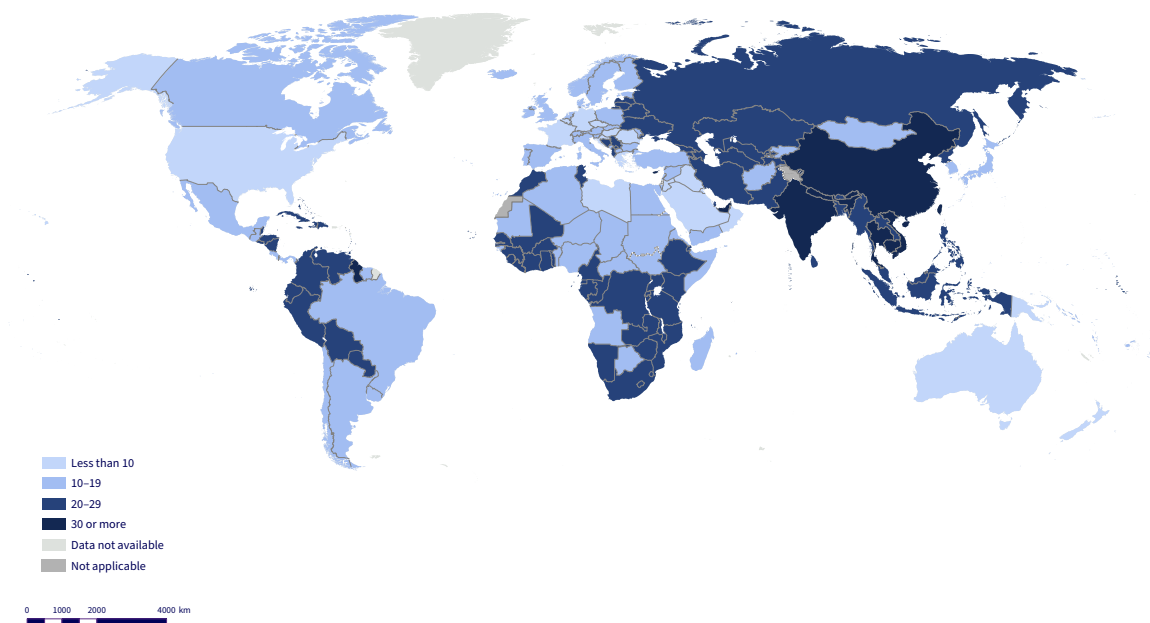 Less than 10
10–19
20–29
30 or more
Data not available
Not applicable
0 1000 2000 4000 km